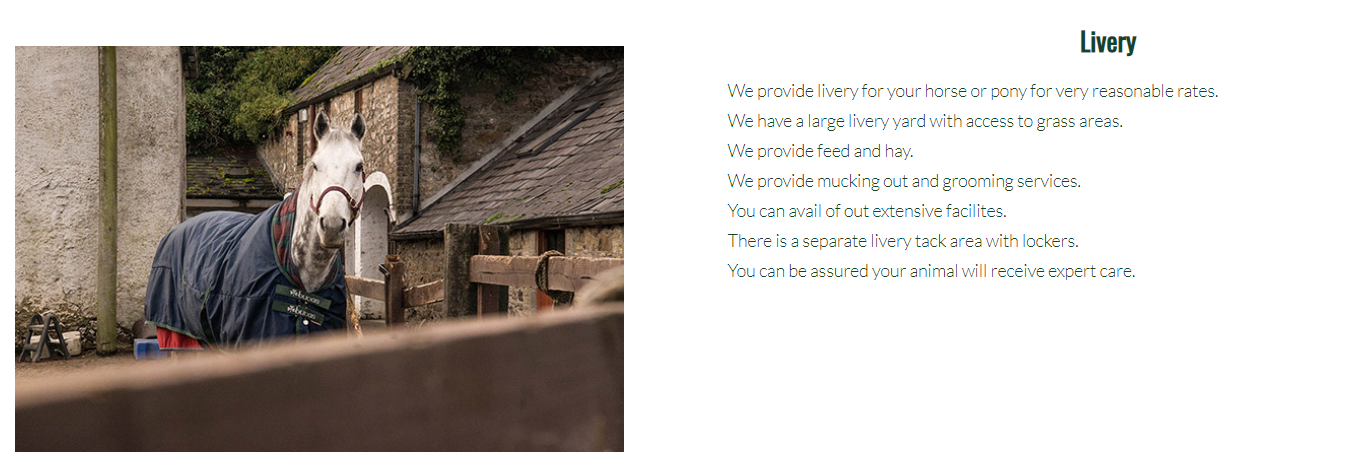 Livery
We provide livery for your horse or pony for very reasonable rates.
We have a large livery yard with access to grass areas.
We provide feed and hay.
We provide mucking out and grooming services.
You can avail of out extensive facilites.
There is a separate livery tack area with lockers.
You can be assured your animal will receive expert care.